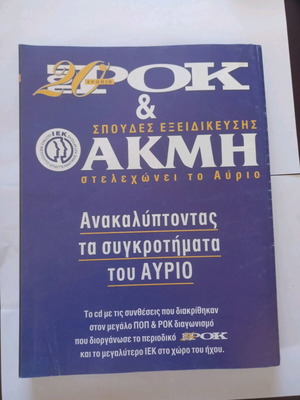 20 ΧΡΟΝΙΑ
ΠΟΠ ΡΟΚ
&
ΣΠΟΥΔΕΣ ΕΞΕΙΔΙΚΕΥΣΗΣ
ΙΕΚ
ΑΚΜΗ
στελεχώνει το Αύριο
Ανακαλύπτοντας
τα συγκροτήματα
του ΑΥΡΙΟ
Το cd με τις συνθέσεις που διακρίθηκαν
στον μεγάλο ΠΟΠ & ΡΟΚ διαγωνισμό
που διοργάνωσε το περιοδικό ΠΟΠ ΡΟΚ
και το μεγαλύτερο ΙΕΚ στο χώρο του ήχου.